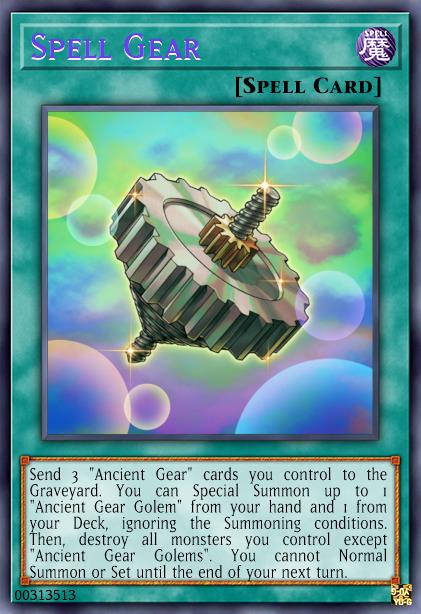 Spell Gear
SPELL
魔
[Spell Card]
Send 3 "Ancient Gear" cards you control to the
Graveyard. You can Special Summon up to 1
"Ancient Gear Golem" from your hand and 1 from
your Deck, ignoring the Summoning conditions.
Then, destroy all monsters you control except
"Ancient Gear Golems". You cannot Normal
Summon or Set until the end of your next turn.
00313513